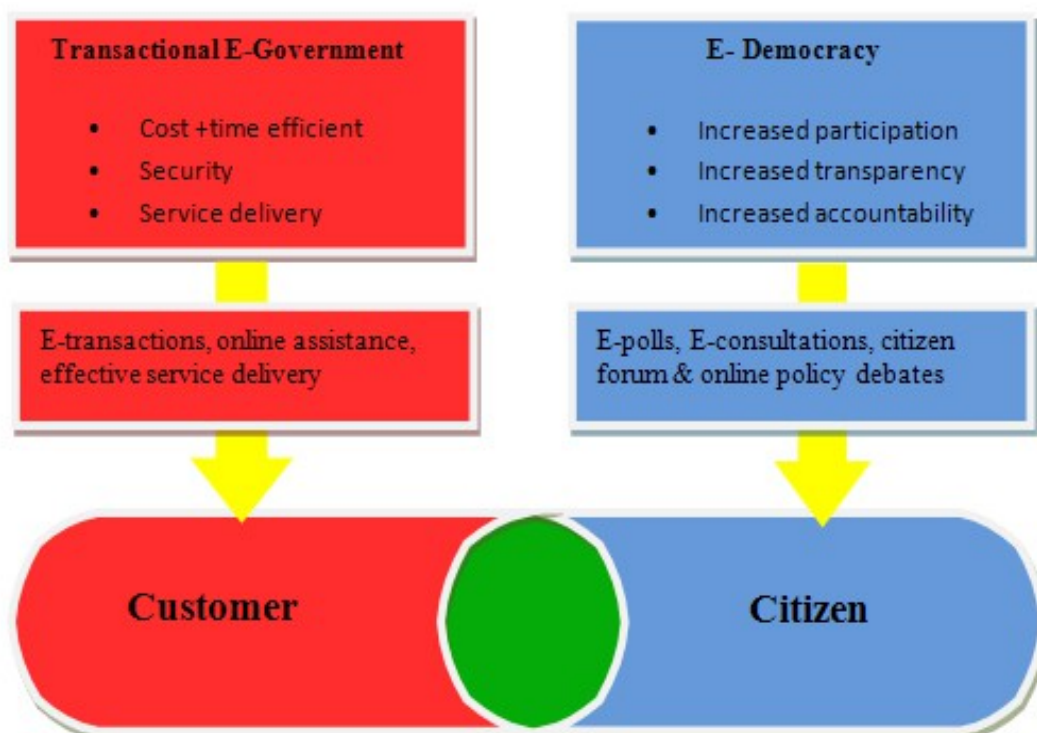 Transactional E-Government
• Cost +time efficient
• Security
• Service delivery
E-transactions, online assistance,
effective service delivery
Customer
E- Democracy
• Increased participation
• Increased transparency
• Increased accountability
E-polls, E-consultations, citizen
forum & online policy debates
Citizen